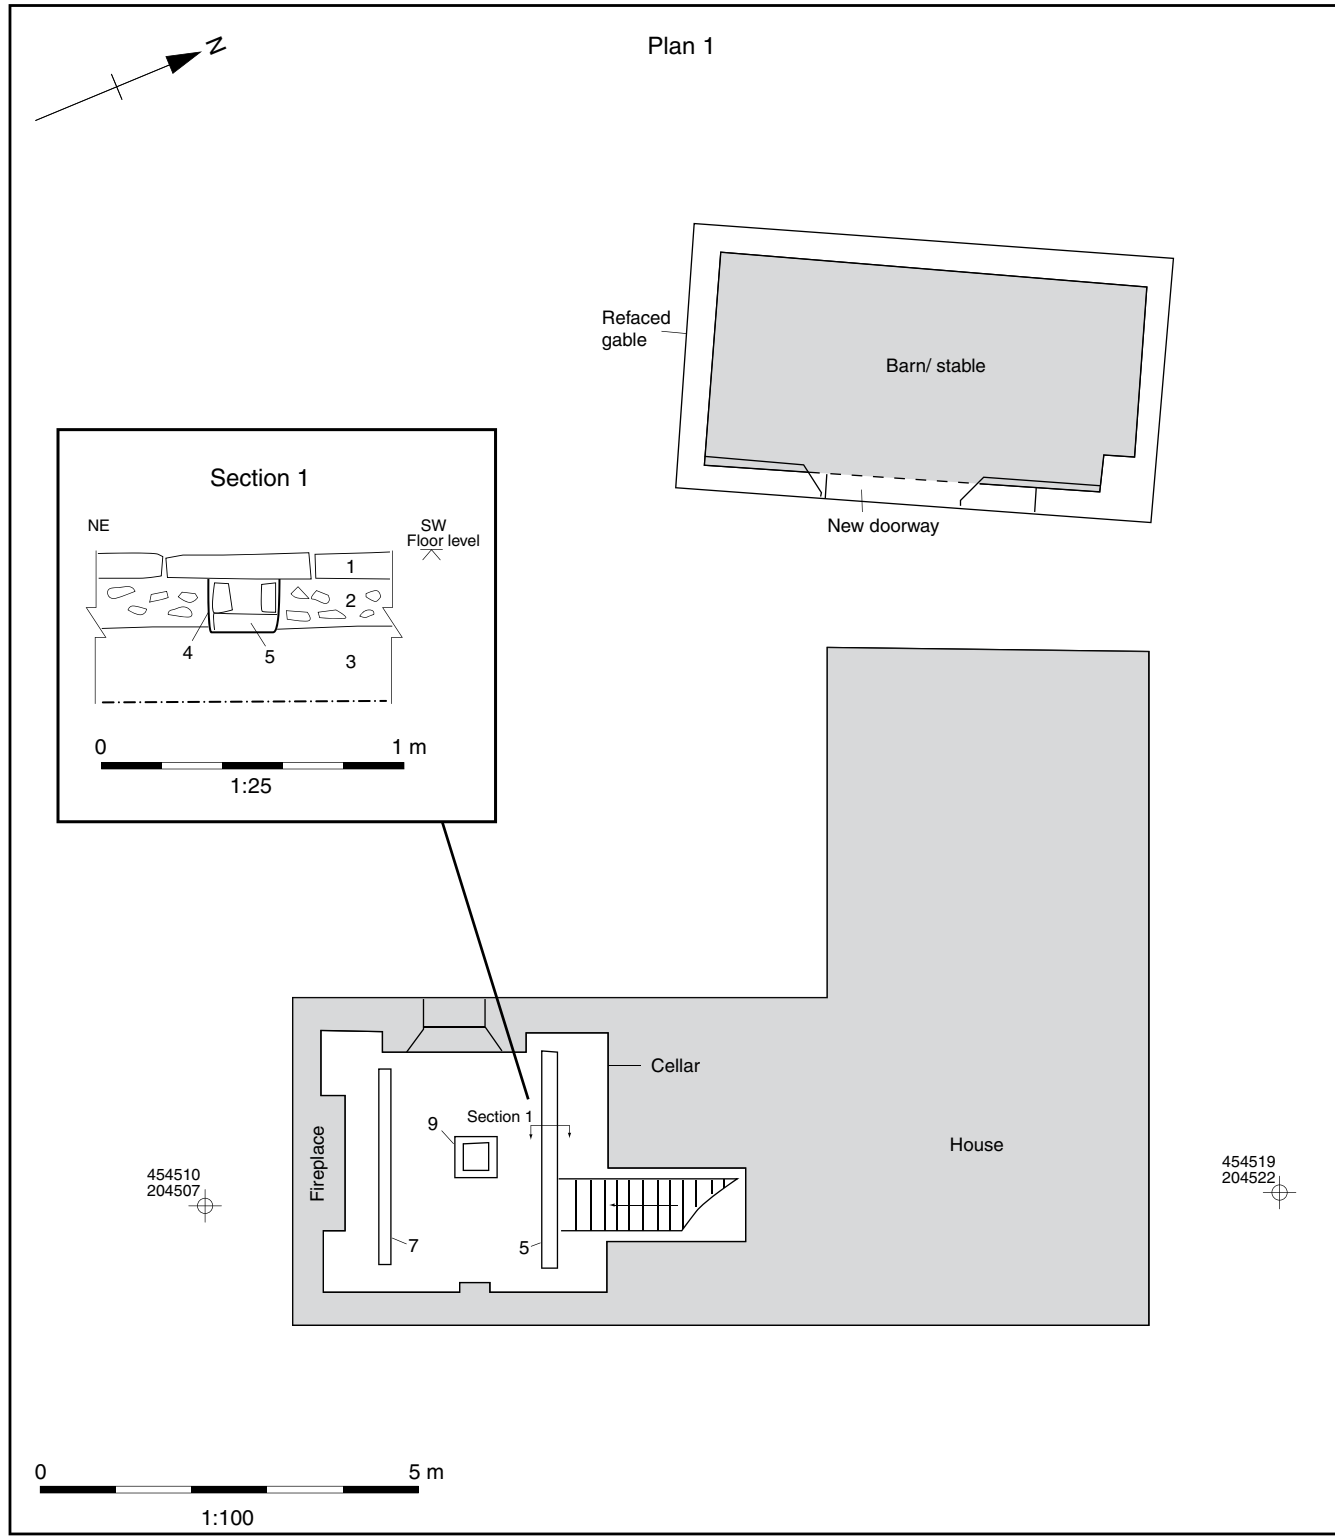 Plan 1
N
Refaced
gable
Barn/ stable
New doorway
Section 1
NE
SW
Floor level
1
2
3
4
5
0
1 m
1:25
Cellar
Section 1
9
House
Fireplace
454510
204507
454519
204522
7
5
0
5 m
1:100